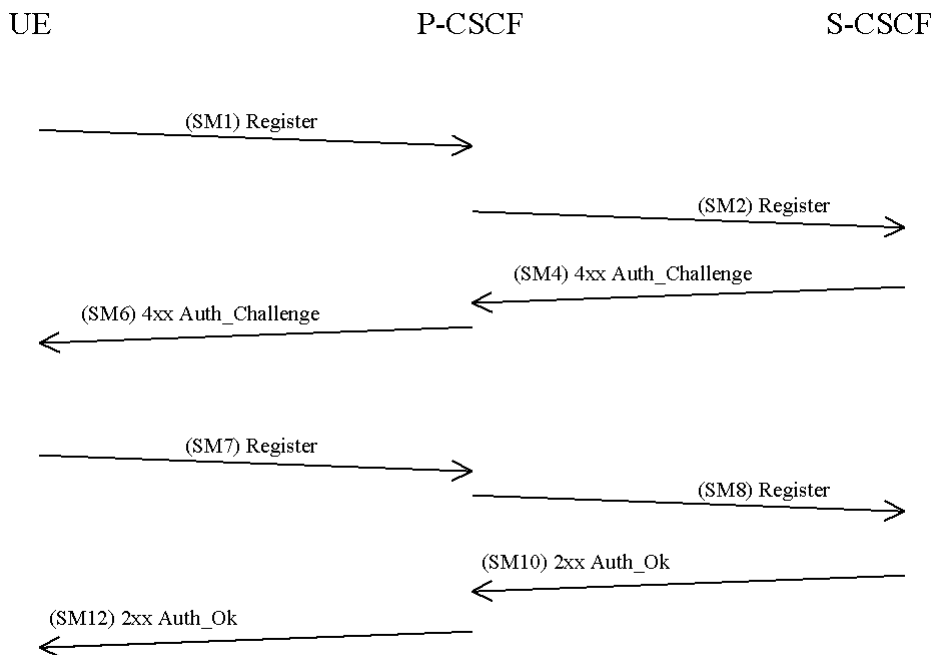 UE P-CSCF S-CSCF
(SM1) Register
(SM2) Register
(SM4) 4xx Auth_Challenge
(SM6) 4xx Auth_Challenge
(SM7) Register
(SM8) Register
(SM10) 2xx Auth_Ok
(SM12) 2xx Auth_Ok